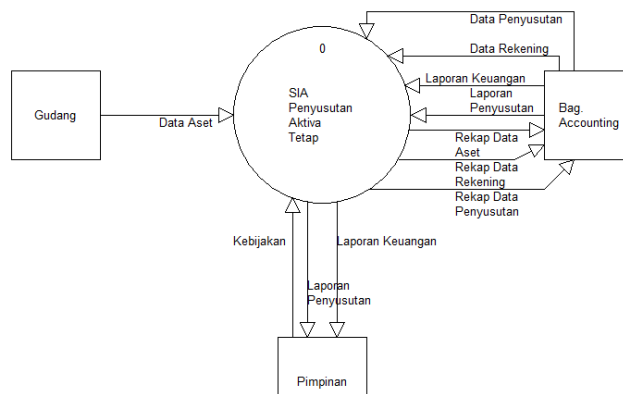 Data Penyusutan
0
Data Rekening
Laporan Keuangan
SIA
Penyusutan
Aktiva
Tetap
Laporan
Penyusutan
Gudang
Data Aset
Bag.
Accounting
Rekap Data
Aset
Rekap Data
Rekening
Rekap Data
Penyusutan
Kebijakan
Laporan Keuangan
Laporan
Penyusutan
Pimpinan